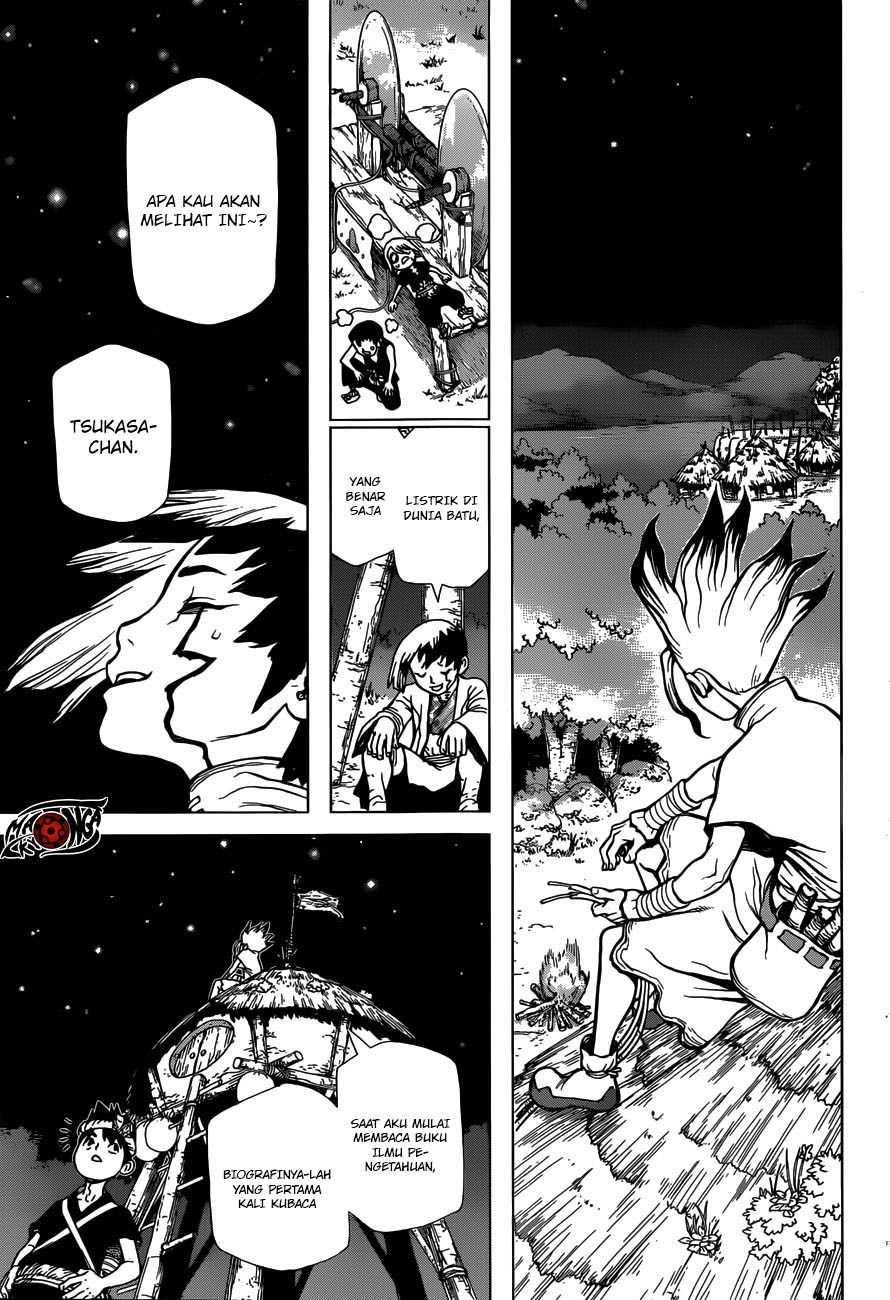 LISTRIK DI
DUNIA BATU,
YANG
BENAR
SAJA
APA KAU AKAN
MELIHAT INI~?
TSUKASA-
CHAN.
SAAT AKU MULAI
MEMBACA BUKU
ILMU PE-
NGETAHUAN,
BIOGRAFINYA-LAH
YANG PERTAMA
KALI KUBACA